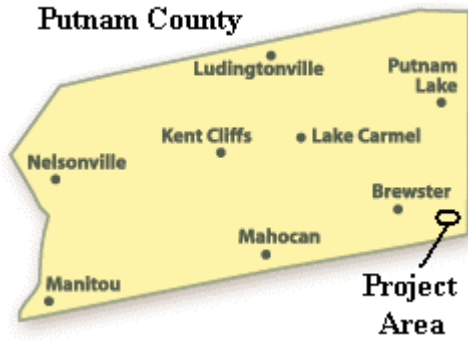 Putnam County
Ludingtonville
Putnam
Lake
Kent Cliffs
Lake Carmel
Nelsonville
Brewster
Mahocan
Manitou
Project
Area